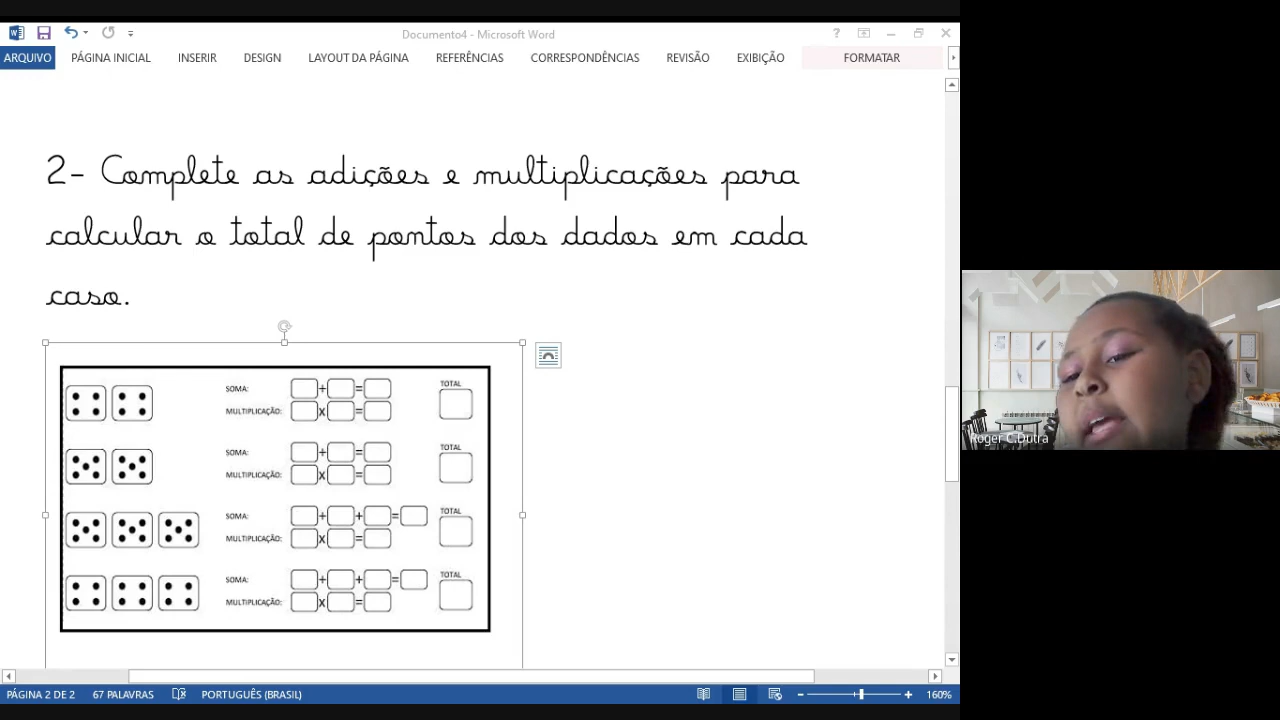 Documento4 - Microsoft Word
?
ARQUIVO PÁGINA INICIAL INSERIR DESIGN LAYOUT DA PÁGINA REFERÊNCIAS CORRESPONDÊNCIAS REVISÃO EXIBIÇÃO FORMATAR
2- Complete as adições e multiplicações para
calcular o total de pontos dos dados em cada
caso.
SOMA: + = TOTAL
MULTIPLICAÇÃO: x =
SOMA: + = TOTAL
MULTIPLICAÇÃO: x =
SOMA: + + = TOTAL
MULTIPLICAÇÃO: x =
SOMA: + + = TOTAL
MULTIPLICAÇÃO: x =
Roger C.Dutra
PÁGINA 2 DE 2 67 PALAVRAS PORTUGUÊS (BRASIL) 160%